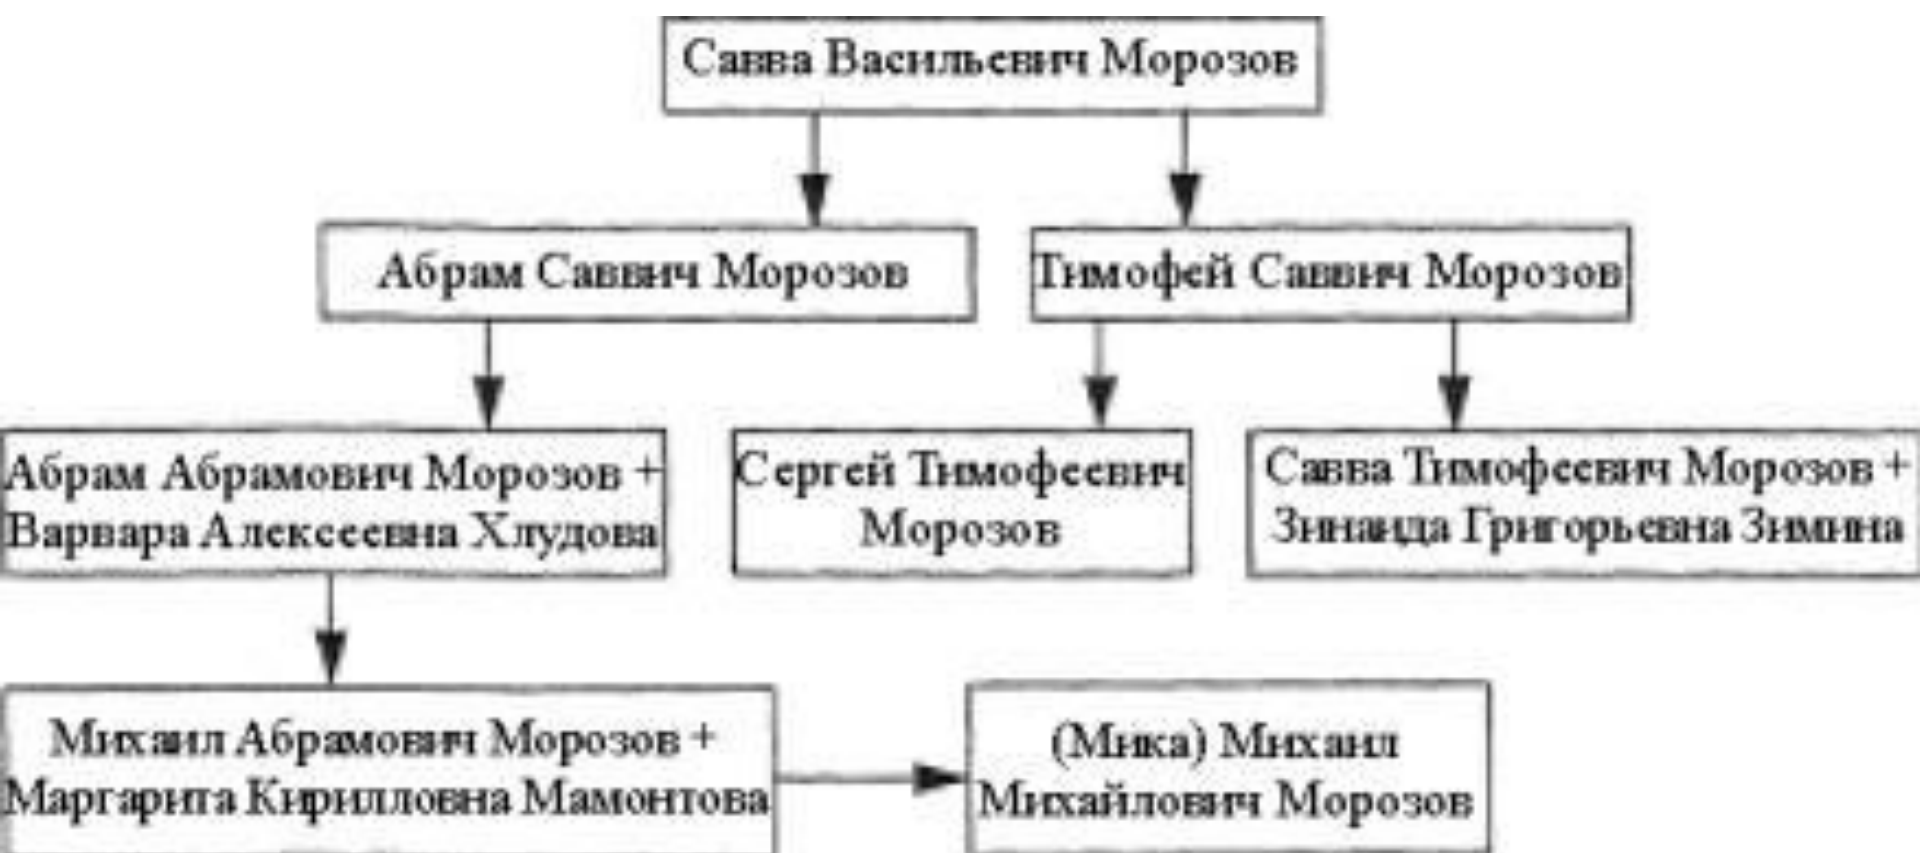 Савва Васильевич Морозов
Абрам Саввич Морозов
Тимофей Саввич Морозов
Абрам Абрамович Морозов +
Варвара Алексеевна Хлудова
Сергей Тимофеевич
Морозов
Савва Тимофеевич Морозов +
Зинаида Григорьевна Зимина
Михаил Абрамович Морозов +
Маргарита Кирилловна Мамонтова
(Мика) Михаил
Михайлович Морозов